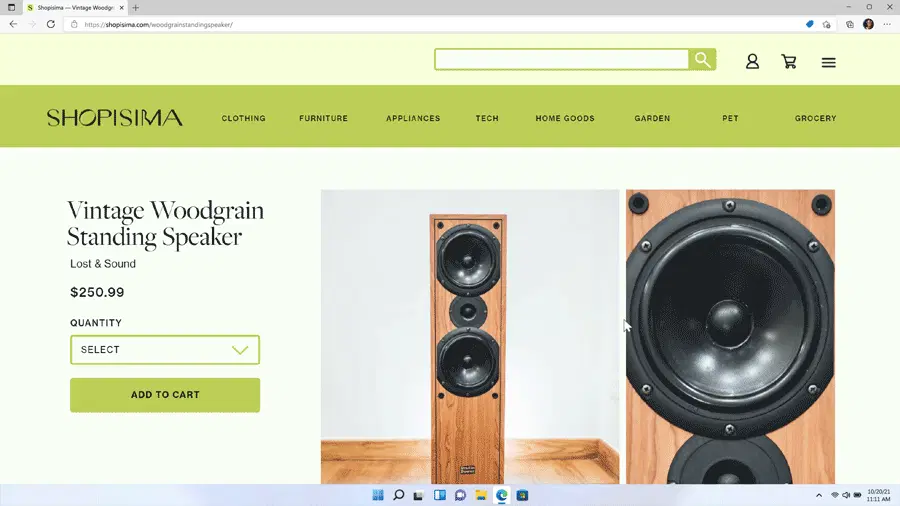 Shopisima — Vintage Woodgr
https://shopisima.com/woodgrainstandingspeaker/
SHOPISIMA
CLOTHING
FURNITURE
APPLIANCES
TECH
HOME GOODS
GARDEN
PET
GROCERY
Vintage Woodgrain
Standing Speaker
Lost & Sound
$250.99
QUANTITY
SELECT
ADD TO CART
10/20/21
11:11 AM